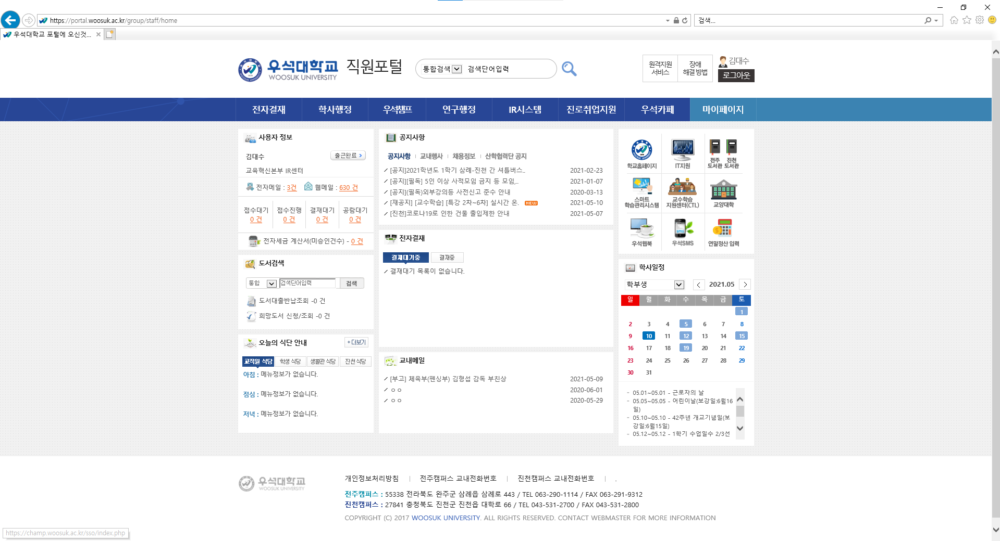 https://portal.woosuk.ac.kr/group/staff/home
검색...
우석대학교 포털에 오신것...
우석대학교
WOOSUK UNIVERSITY
직원포털
통합검색
검색단어입력
원격지원
서비스
장애
해결 방법
김대수
로그아웃
전자결재
학사행정
우석챔프
연구행정
IR시스템
진로취업지원
우석카페
마이페이지
사용자 정보
김대수
출근완료
교육혁신본부 IR센터
전자메일 : 3건
웹메일 : 630 건
접수대기
접수진행
결재대기
공람대기
0 건
0 건
0 건
0 건
전자세금 계산서(미승인건수) - 0 건
도서검색
통합
검색단어입력
검색
도서대출반납조회 -0 건
희망도서 신청/조회 -0 건
오늘의 식단 안내
+ 더보기
교직원 식당
학생 식당
생활관 식당
진천 식당
아침 : 메뉴정보가 없습니다.
점심 : 메뉴정보가 없습니다.
저녁 : 메뉴정보가 없습니다.
공지사항
공지사항
교내행사
채용정보
산학협력단 공지
[공지]2021학년도 1학기 삼례-진천 간 셔틀버스.. 2021-02-23
[공지][필독] 5인 이상 사적모임 금지 등 모임,.. 2021-01-07
[공지](필독)외부강의등 사전신고 준수 안내 2020-03-13
[재공지] [교수학습] [특강 2차~6차] 실시간 온. NEW 2021-05-10
[진천]코로나19로 인한 건물 출입제한 안내 2021-05-07
전자결재
결재대기중
결재중
결재대기 목록이 없습니다.
교내메일
[부고] 체육부(펜싱부) 김형섭 감독 부친상 2021-05-09
ㅇㅇ 2020-06-01
ㅇㅇ 2020-05-29
학교홈페이지
IT지원
전주
도서관
진천
도서관
스마트
학습관리시스템
교수학습
지원센터(CTL)
교양대학
우석웹북
우석SMS
연말정산 입력
학사일정
학부생
2021.05
일 월 화 수 목 금 토
1
2 3 4 5 6 7 8
9 10 11 12 13 14 15
16 17 18 19 20 21 22
23 24 25 26 27 28 29
30 31
- 05.01~05.01 - 근로자의 날
- 05.05~05.05 - 어린이날(보강일:6월16
일)
- 05.10~05.10 - 42주년 개교기념일(보
강일:6월15일)
- 05.12~05.12 - 1학기 수업일수 2/3선
우석대학교
WOOSUK UNIVERSITY
개인정보처리방침 | 전주캠퍼스 교내전화번호 | 진천캠퍼스 교내전화번호 | .
전주캠퍼스 : 55338 전라북도 완주군 삼례읍 삼례로 443 / TEL 063-290-1114 / FAX 063-291-9312
진천캠퍼스 : 27841 충청북도 진천군 진천읍 대학로 66 / TEL 043-531-2700 / FAX 043-531-2800
COPYRIGHT (C) 2017 WOOSUK UNIVERSITY. ALL RIGHTS RESERVED. CONTACT WEBMASTER FOR MORE INFORMATION
https://champ.woosuk.ac.kr/sso/index.php